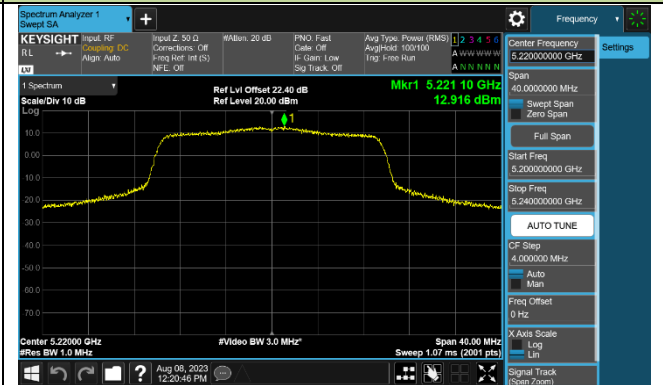 Spectrum Analyzer 1
Swept SA
Frequency
KEYSIGHT Input: RF Input Z: 50 Ω #Atten: 20 dB PNO: Fast Avg Type: Power (RMS) 1 2 3 4 5 6
RL Coupling: DC Corrections: Off Gate: Off Avg|Hold: 100/100 A W W W W W
Align: Auto Freq Ref: Int (S) IF Gain: Low Trig: Free Run
NFE: Off Sig Track: Off A N N N N N
LXI
Center Frequency
5.220000000 GHz
Settings
Span
40.0000000 MHz
Swept Span
Zero Span
Full Span
Start Freq
5.200000000 GHz
Stop Freq
5.240000000 GHz
AUTO TUNE
CF Step
4.000000 MHz
Auto
Man
Freq Offset
0 Hz
X Axis Scale
Log
Lin
Signal Track
(Span Zoom)
1 Spectrum
Scale/Div 10 dB
Log
Ref Lvl Offset 22.40 dB
Ref Level 20.00 dBm
Mkr1 5.221 10 GHz
12.916 dBm
1
10.0
0.00
-10.0
-20.0
-30.0
-40.0
-50.0
-60.0
-70.0
Center 5.22000 GHz #Video BW 3.0 MHz* Span 40.00 MHz
#Res BW 1.0 MHz Sweep 1.07 ms (2001 pts)
Aug 08, 2023
12:20:46 PM